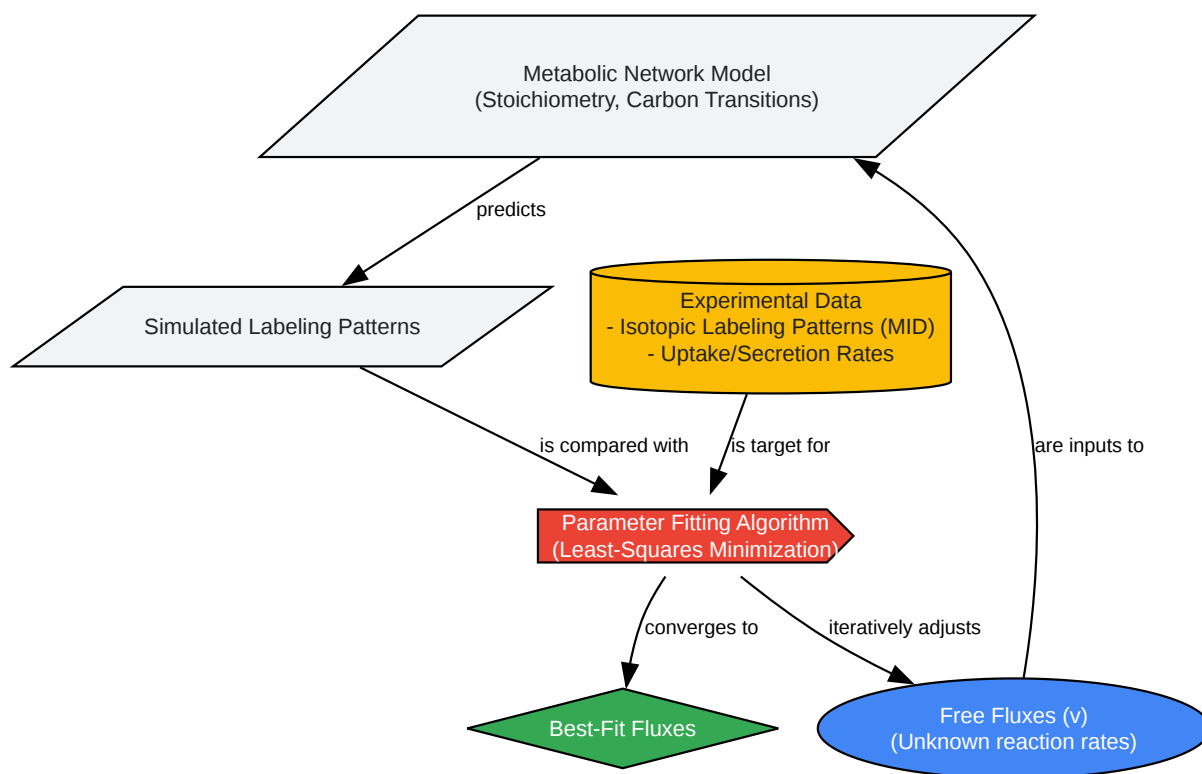 Metabolic Network Model
(Stoichiometry, Carbon Transitions)
predicts
Simulated Labeling Patterns
Experimental Data
- Isotopic Labeling Patterns (MID)
- Uptake/Secretion Rates
is compared with
is target for
are inputs to
Parameter Fitting Algorithm
(Least-Squares Minimization)
converges to
iteratively adjusts
Best-Fit Fluxes
Free Fluxes (v)
(Unknown reaction rates)